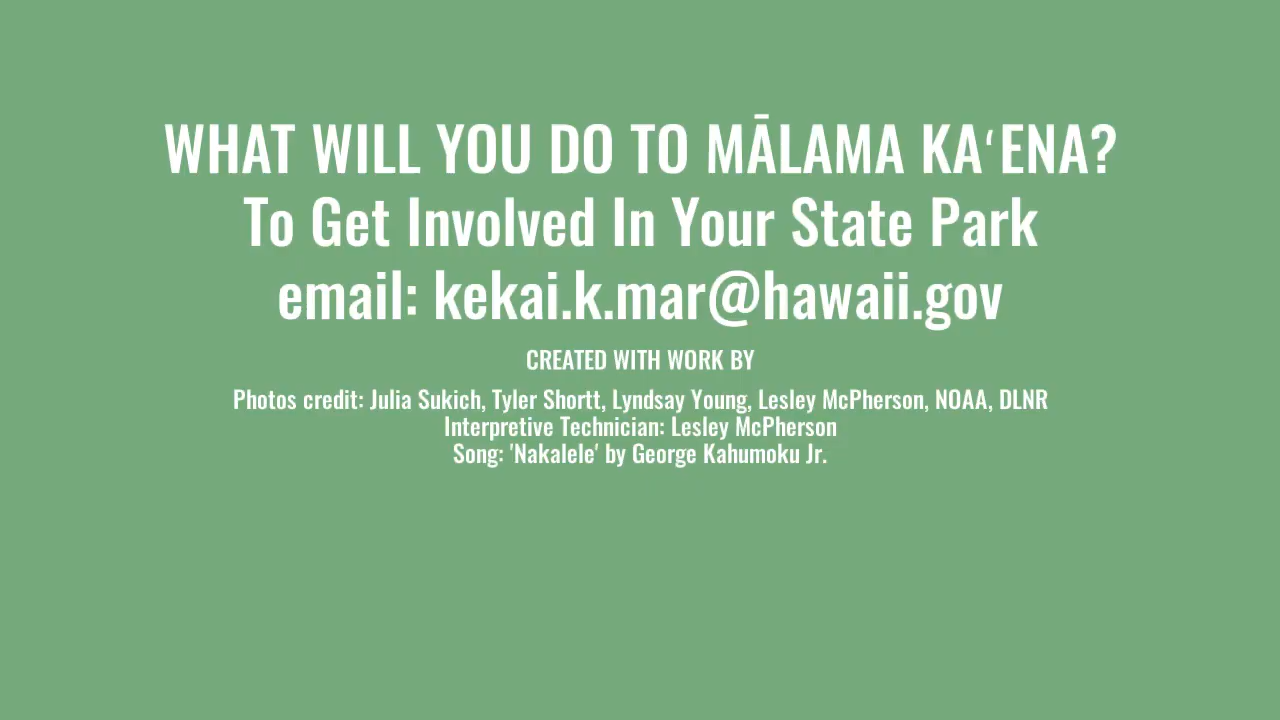 WHAT WILL YOU DO TO MĀLAMA KAʻENA?
To Get Involved In Your State Park
email: kekai.k.mar@hawaii.gov
CREATED WITH WORK BY
Photos credit: Julia Sukich, Tyler Shortt, Lyndsay Young, Lesley McPherson, NOAA, DLNR
Interpretive Technician: Lesley McPherson
Song: 'Nakalele' by George Kahumoku Jr.